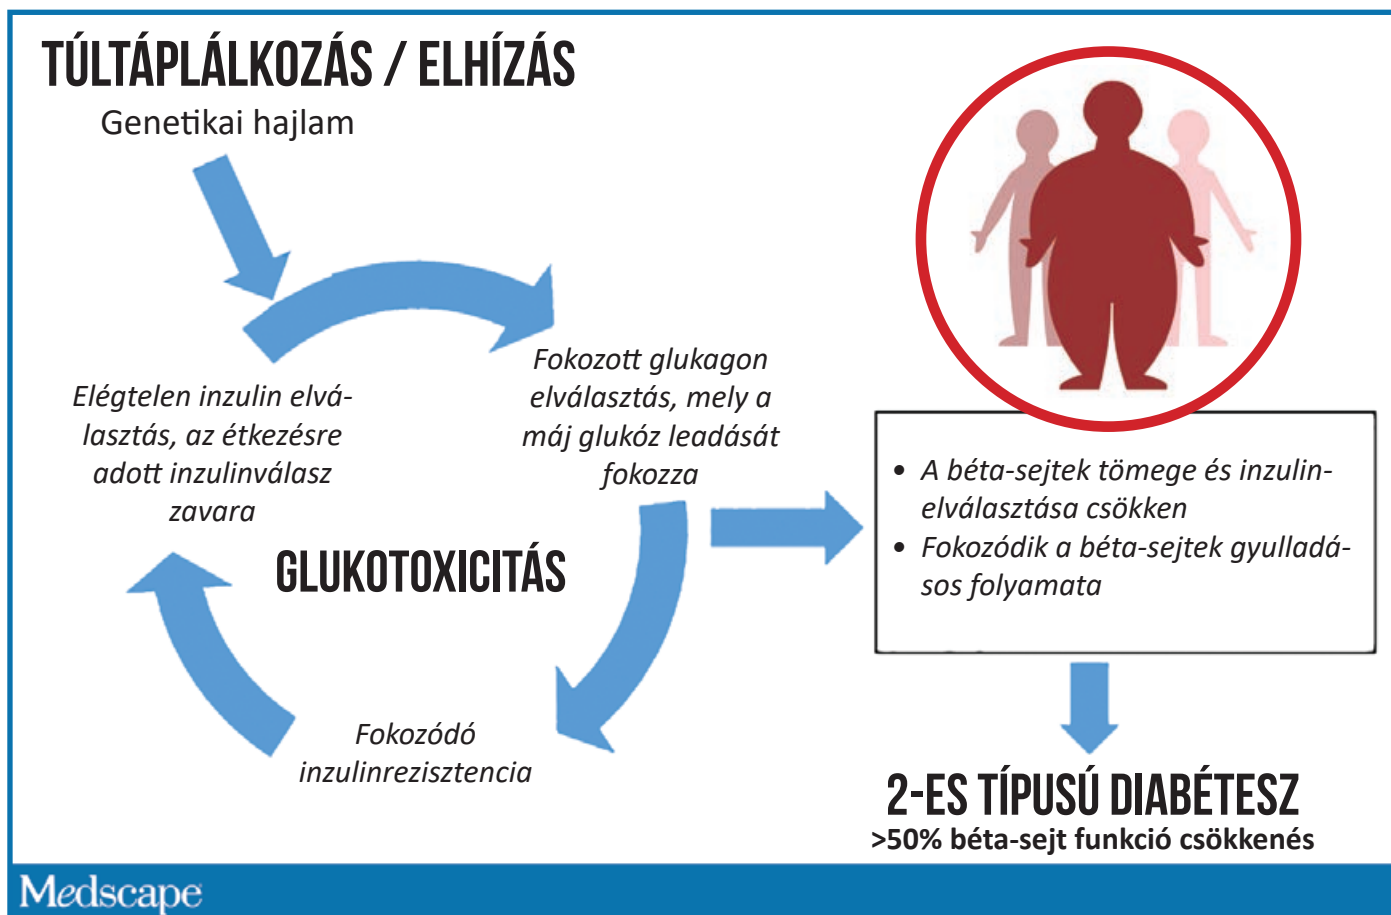 TÚLTÁPLÁLKOZÁS / ELHÍZÁS
Genetikai hajlam
Elégtelen inzulin elvá-
lasztás, az étkezésre
adott inzulinválasz
zavara
Fokozott glukagon
elválasztás, mely a
máj glukóz leadását
fokozza
GLUKOTOXICITÁS
Fokozódó
inzulinrezisztencia
• A béta-sejtek tömege és inzulin-
elválasztása csökken
• Fokozódik a béta-sejtek gyulladá-
sos folyamata
2-ES TÍPUSÚ DIABÉTESZ
>50% béta-sejt funkció csökkenés
Medscape